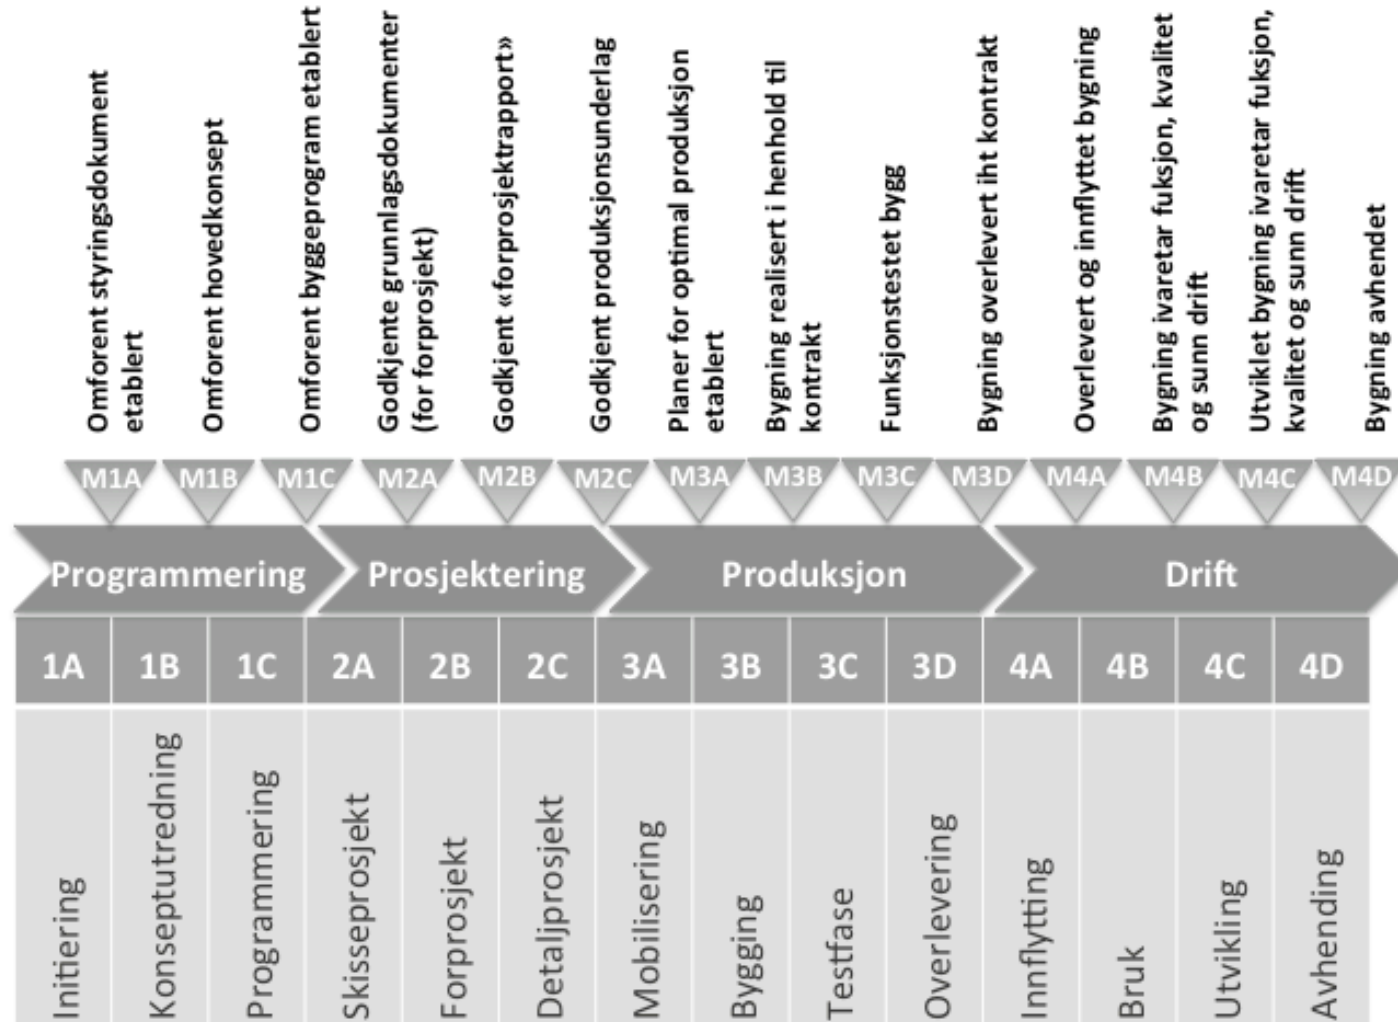 Omforent styringsdokument
etablert
Omforent hovedkonsept
Omforent byggeprogram etablert
Godkjente grunnlagsdokumenter
(for forprosjekt)
Godkjent «forprosjektrapport»
Godkjent produksjonsunderlag
Planer for optimal produksjon
etablert
Bygning realisert i henhold til
kontrakt
Funksjonstestet bygg
Bygning overlevert iht kontrakt
Overlevert og innflyttet bygning
Bygning ivaretar fuksjon, kvalitet
og sunn drift
Utviklet bygning ivaretar fuksjon,
kvalitet og sunn drift
Bygning avhendet
M1A M1B M1C M2A M2B M2C M3A M3B M3C M3D M4A M4B M4C M4D
Programmering Prosjektering Produksjon Drift
1A 1B 1C 2A 2B 2C 3A 3B 3C 3D 4A 4B 4C 4D
Initiering
Konseptutredning
Programmering
Skisseprosjekt
Forprosjekt
Detaljprosjekt
Mobilisering
Bygging
Testfase
Overlevering
Innflytting
Bruk
Utvikling
Avhending